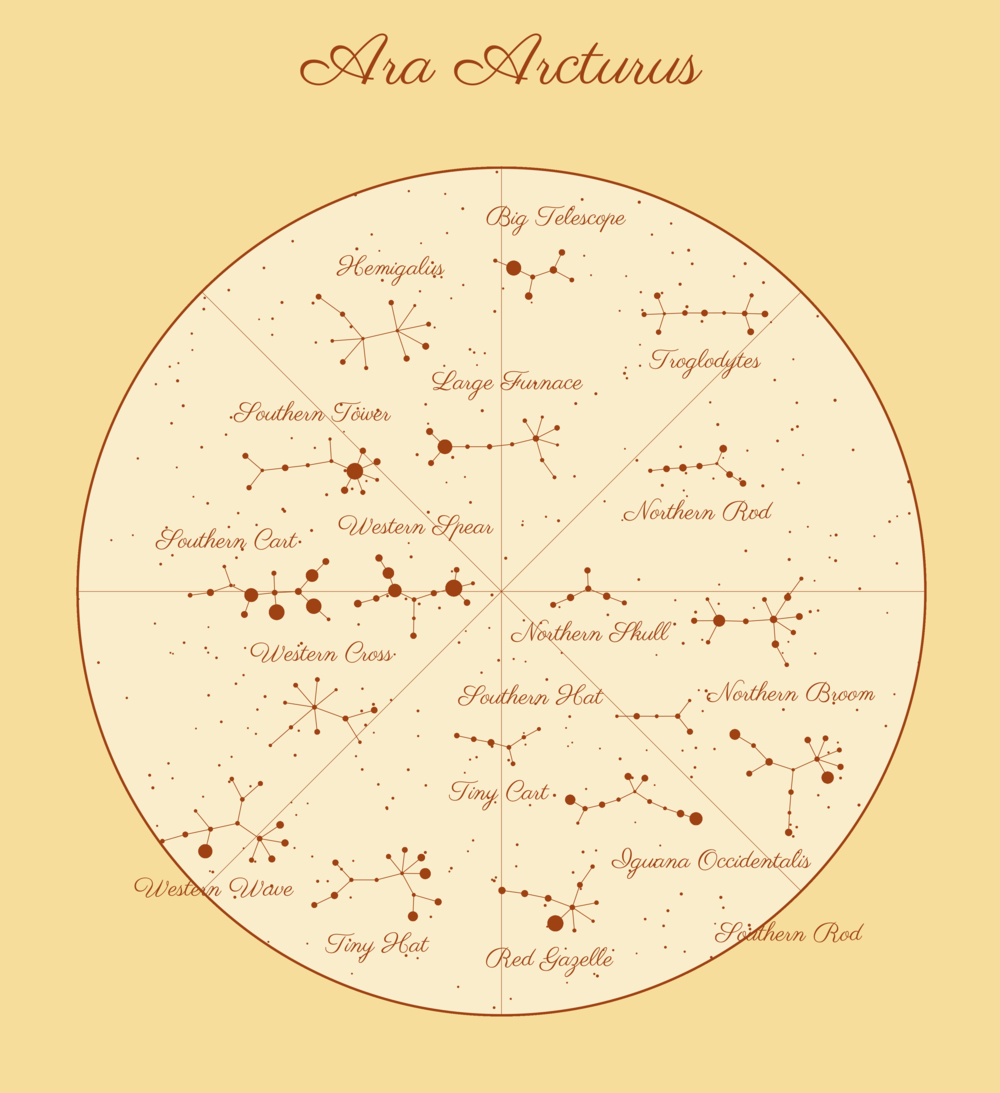 Ara Arcturus
Big Telescope
Hemigalus
Troglodytes
Large Furnace
Southern Tower
Northern Rod
Western Spear
Southern Cart
Northern Skull
Western Cross
Northern Broom
Southern Hat
Tiny Cart
Iguana Occidentalis
Western Wave
Southern Rod
Tiny Hat
Red Gazelle